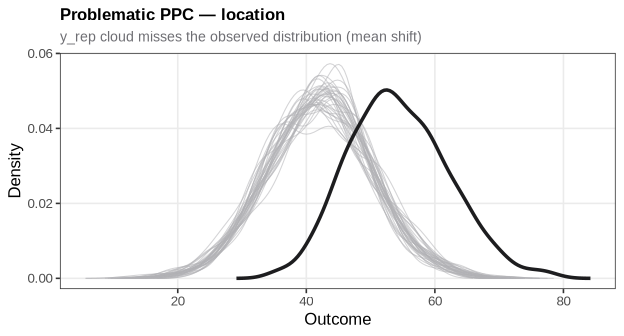 Problematic PPC — location
y_rep cloud misses the observed distribution (mean shift)
0.06
0.04
0.02
0.00
Density
20 40 60 80
Outcome